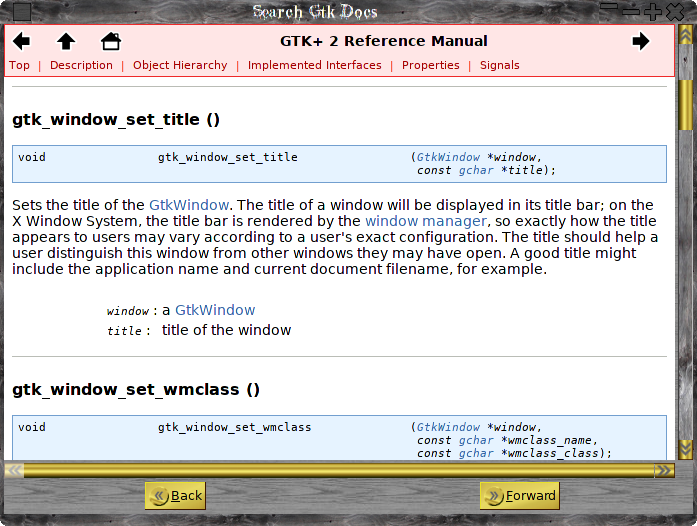 Search Gtk Docs
GTK+ 2 Reference Manual
Top | Description | Object Hierarchy | Implemented Interfaces | Properties | Signals
gtk_window_set_title ()
void gtk_window_set_title (GtkWindow *window,
const gchar *title);
Sets the title of the GtkWindow. The title of a window will be displayed in its title bar; on the
X Window System, the title bar is rendered by the window manager, so exactly how the title
appears to users may vary according to a user's exact configuration. The title should help a
user distinguish this window from other windows they may have open. A good title might
include the application name and current document filename, for example.
window : a GtkWindow
title : title of the window
gtk_window_set_wmclass ()
void gtk_window_set_wmclass (GtkWindow *window,
const gchar *wmclass_name,
const gchar *wmclass_class);
Back Forward